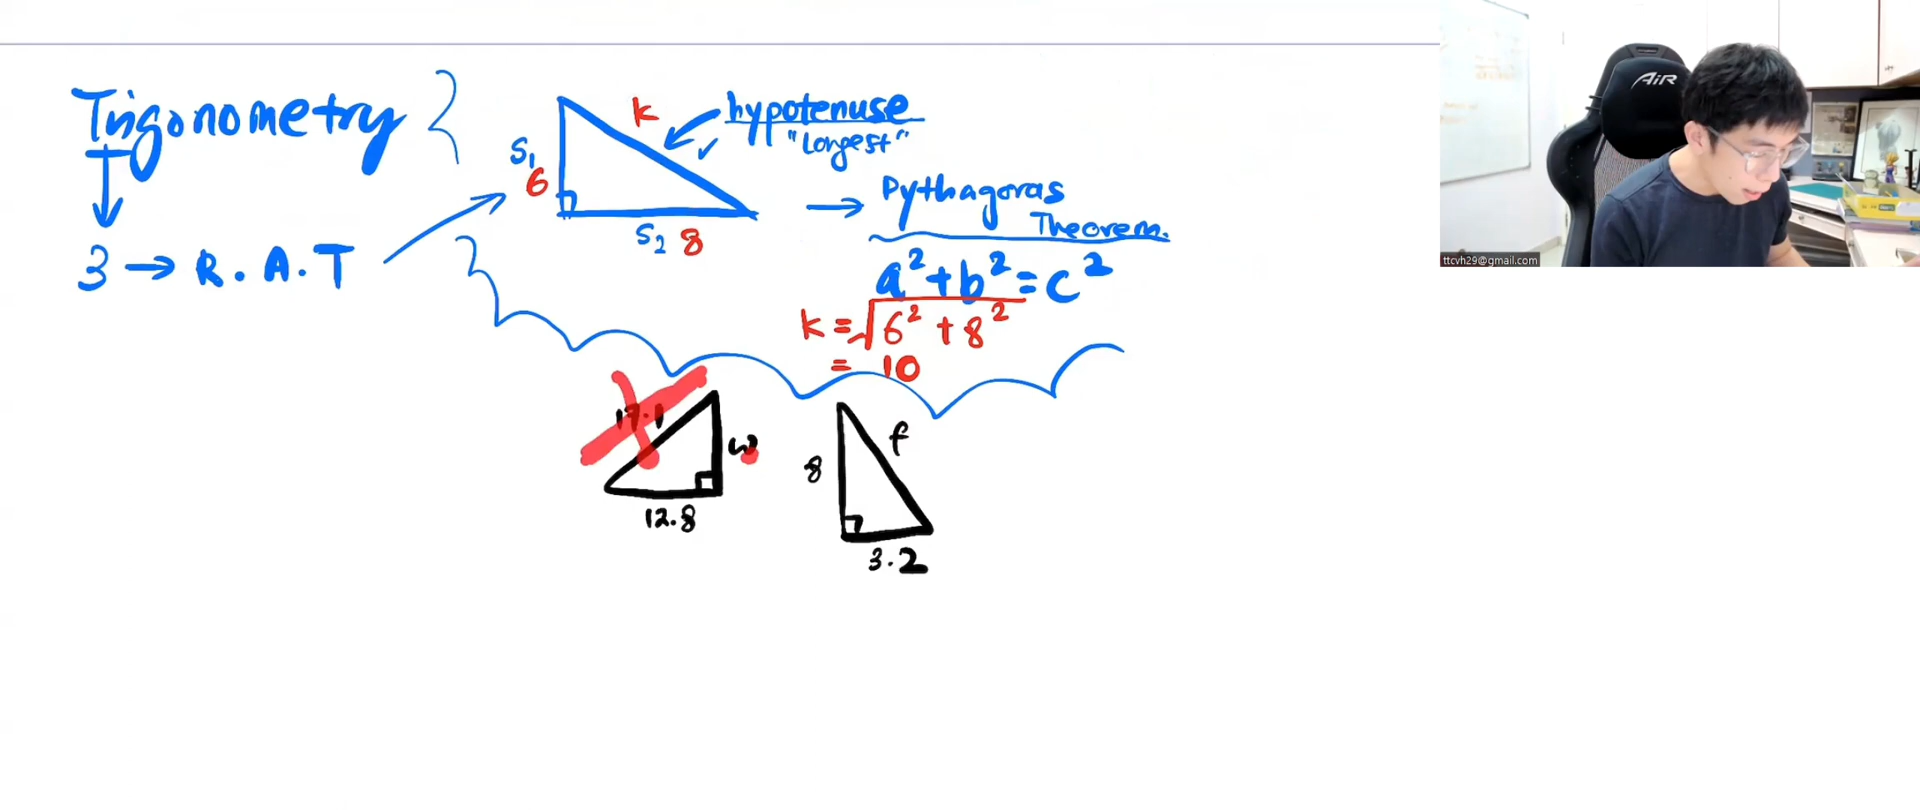 Trigonometry
3 → R.A.T
S1
6
k
hypotenuse
"Longest"
S2 8
→ Pythagoras
Theorem.
a² + b² = c²
k = √6² + 8²
= 10
17.1
W
12.8
8
f
3.2
AiR
ttcvh29@gmail.com